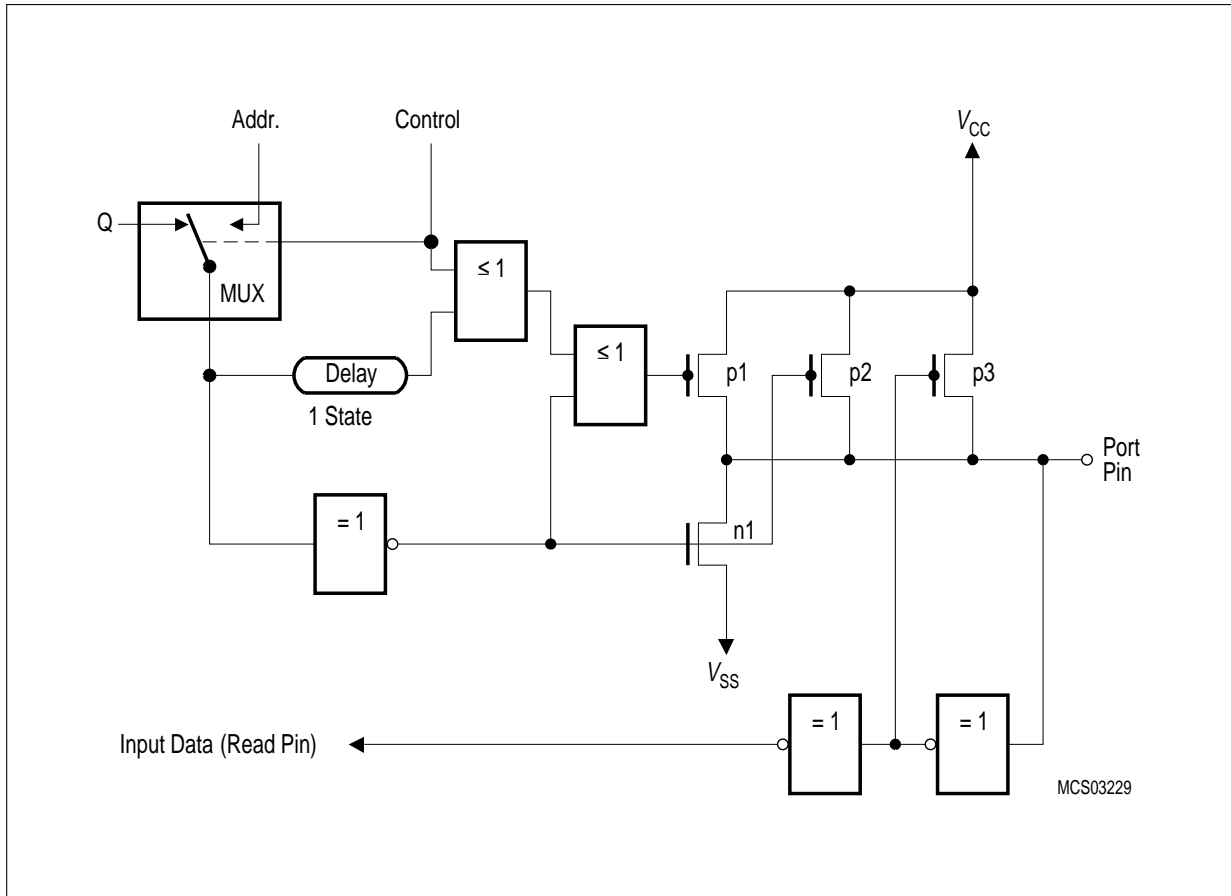 Addr.
Control
V_CC
Q
MUX
≤ 1
≤ 1
Delay
1 State
p1
p2
p3
Port
Pin
= 1
n1
V_SS
= 1
= 1
Input Data (Read Pin)
MCS03229